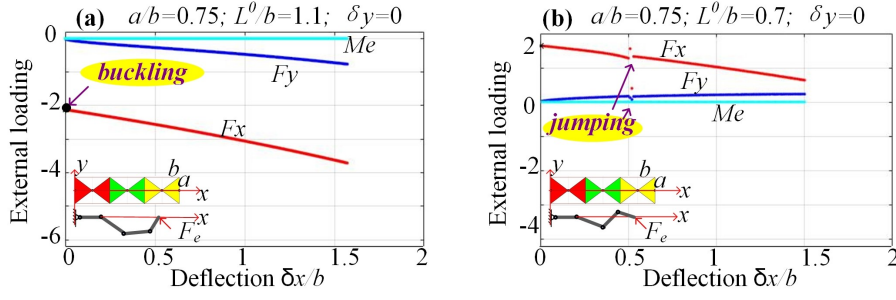 (a) a/b=0.75; L⁰/b=1.1; δy=0
0
-2
-4
-6
External loading
Me
buckling
Fy
Fx
y
b
a
x
x
Fₑ
0
0.5
1
1.5
2
Deflection δx/b
(b) a/b=0.75; L⁰/b=0.7; δy=0
2
0
-2
-4
-6
External loading
Fx
Fy
jumping
Me
y
b
a
x
x
Fₑ
0
0.5
1
1.5
2
Deflection δx/b